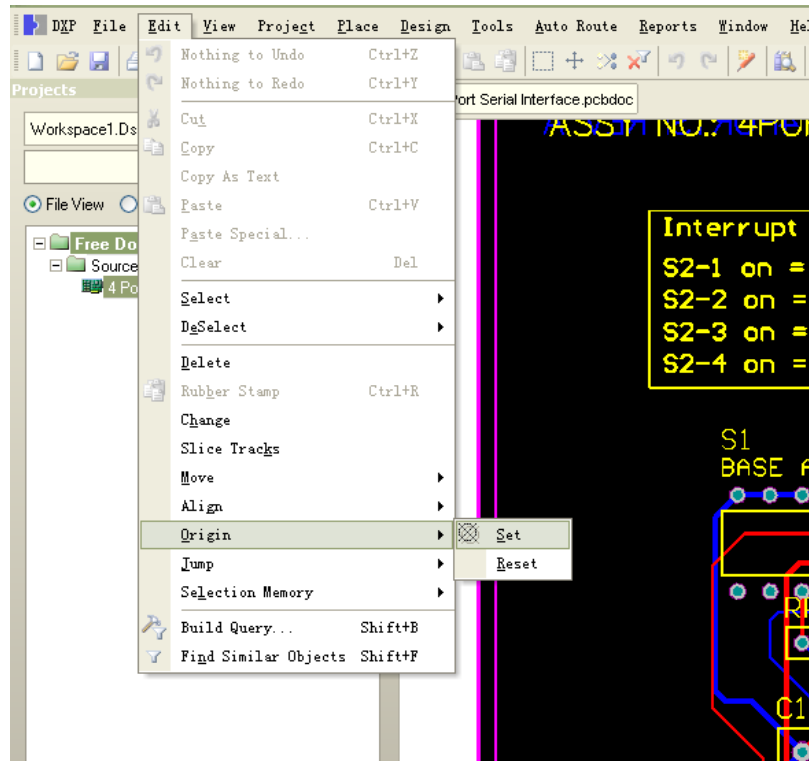 DXP File Edit View Project Place Design Tools Auto Route Reports Window
Projects
Workspace1.Ds
File View
Free Do
Source
4 Po
Nothing to Undo Ctrl+Z
Nothing to Redo Ctrl+Y
Cut Ctrl+X
Copy Ctrl+C
Copy As Text
Paste Ctrl+V
Paste Special...
Clear Del
Select
DeSelect
Delete
Rubber Stamp Ctrl+R
Change
Slice Tracks
Move
Align
Origin
Jump
Selection Memory
Build Query... Shift+B
Find Similar Objects Shift+F
Set
Reset
ort Serial Interface.pcbdoc
ASSY NO.: 4POR
Interrupt
S2-1 on =
S2-2 on =
S2-3 on =
S2-4 on =
S1
BASE A
RP
C1